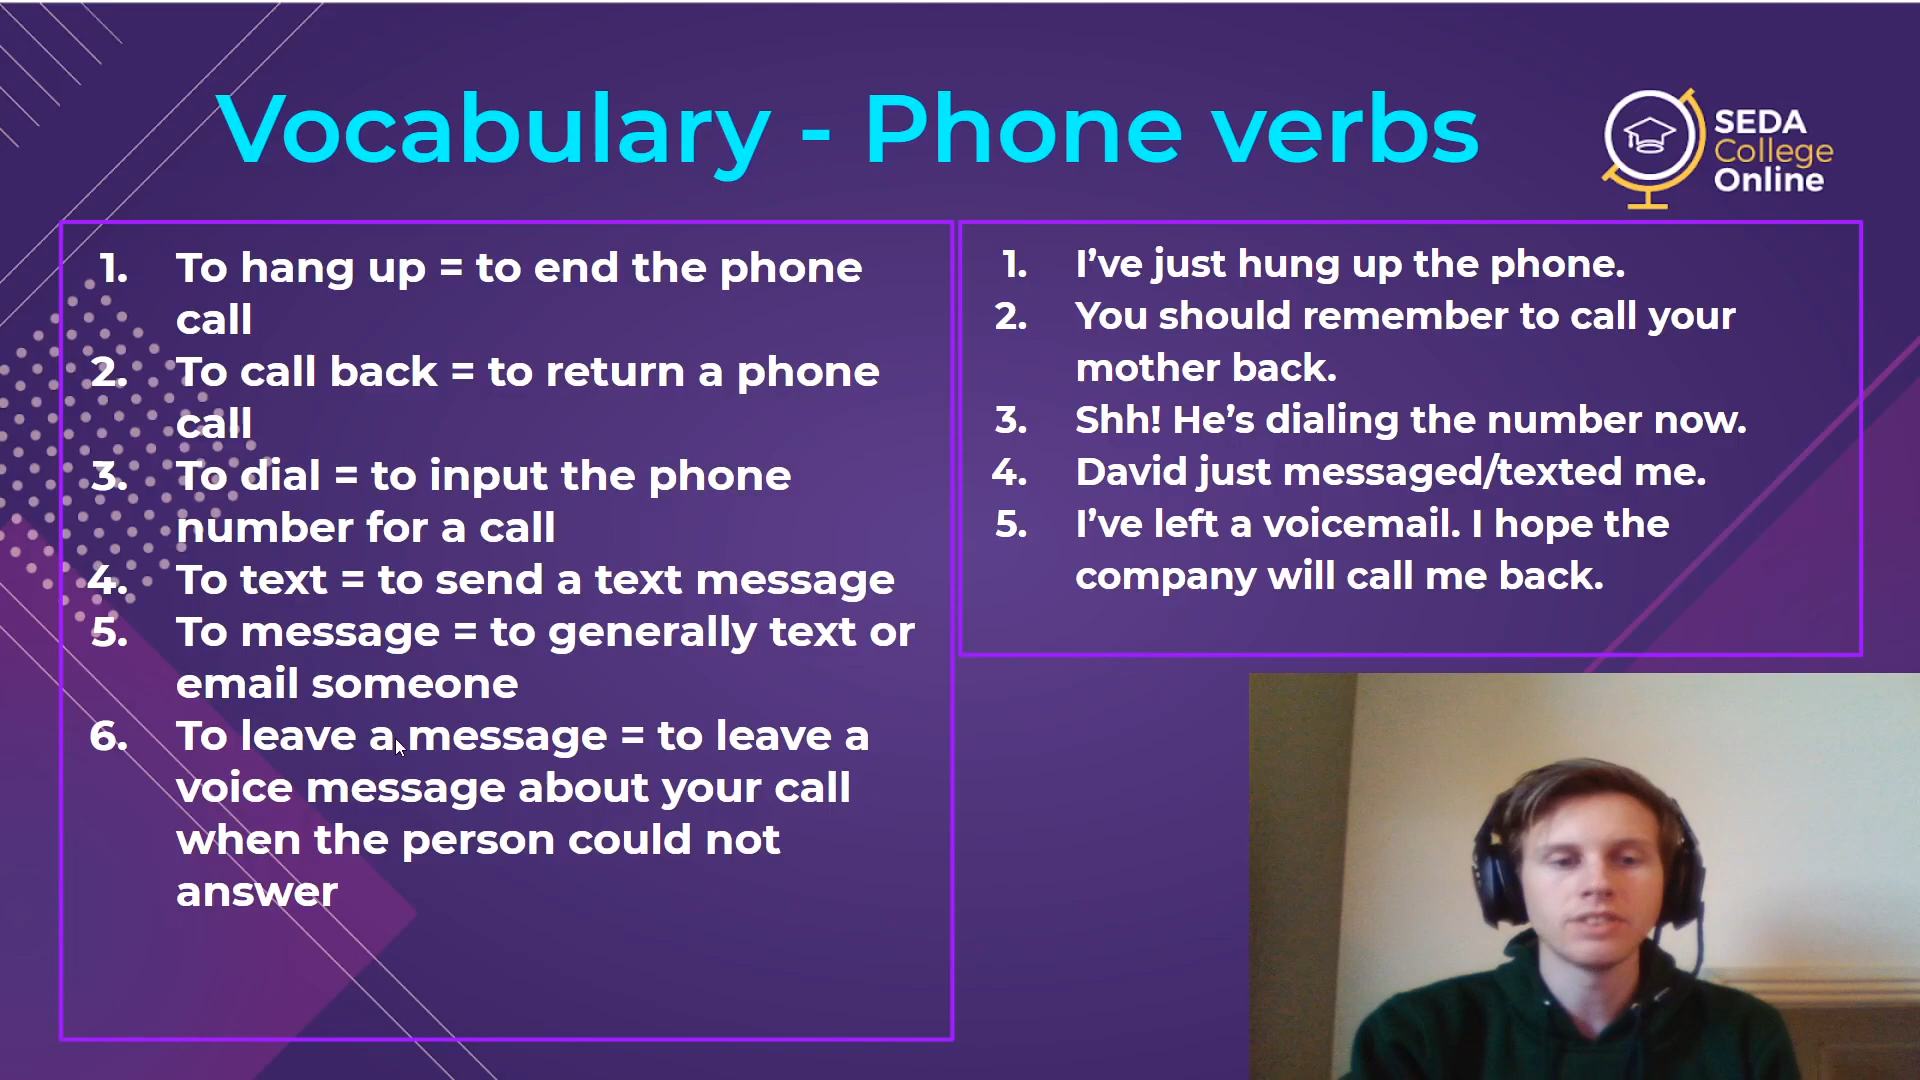 Vocabulary - Phone verbs
SEDA
College
Online
1. To hang up = to end the phone
call
2. To call back = to return a phone
call
3. To dial = to input the phone
number for a call
4. To text = to send a text message
5. To message = to generally text or
email someone
6. To leave a message = to leave a
voice message about your call
when the person could not
answer
1. I’ve just hung up the phone.
2. You should remember to call your
mother back.
3. Shh! He’s dialing the number now.
4. David just messaged/texted me.
5. I’ve left a voicemail. I hope the
company will call me back.